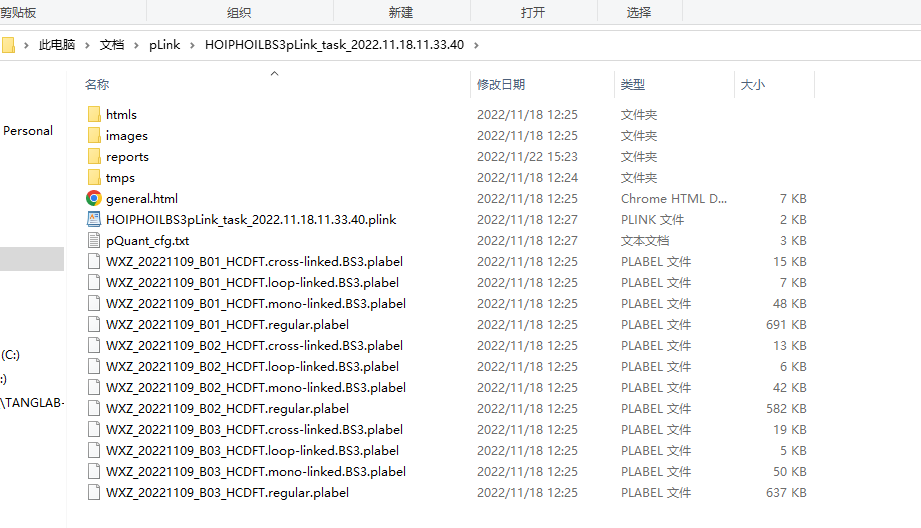 剪贴板 组织 新建 打开 选择
此电脑 文档 pLink HOIPHOILBS3pLink_task_2022.11.18.11.33.40
名称 修改日期 类型 大小
htmls 2022/11/18 12:25 文件夹
Personal images 2022/11/18 12:25 文件夹
reports 2022/11/22 15:23 文件夹
tmps 2022/11/18 12:24 文件夹
general.html 2022/11/18 12:25 Chrome HTML D... 7 KB
HOIPHOILBS3pLink_task_2022.11.18.11.33.40.plink 2022/11/18 12:27 PLINK 文件 2 KB
pQuant_cfg.txt 2022/11/18 12:27 文本文档 3 KB
WXZ_20221109_B01_HCDFT.cross-linked.BS3.plabel 2022/11/18 12:25 PLABEL 文件 15 KB
WXZ_20221109_B01_HCDFT.loop-linked.BS3.plabel 2022/11/18 12:25 PLABEL 文件 7 KB
WXZ_20221109_B01_HCDFT.mono-linked.BS3.plabel 2022/11/18 12:25 PLABEL 文件 48 KB
WXZ_20221109_B01_HCDFT.regular.plabel 2022/11/18 12:25 PLABEL 文件 691 KB
WXZ_20221109_B02_HCDFT.cross-linked.BS3.plabel 2022/11/18 12:25 PLABEL 文件 13 KB
(C:) WXZ_20221109_B02_HCDFT.loop-linked.BS3.plabel 2022/11/18 12:25 PLABEL 文件 6 KB
:) WXZ_20221109_B02_HCDFT.mono-linked.BS3.plabel 2022/11/18 12:25 PLABEL 文件 42 KB
\TANGLAB- WXZ_20221109_B02_HCDFT.regular.plabel 2022/11/18 12:25 PLABEL 文件 582 KB
WXZ_20221109_B03_HCDFT.cross-linked.BS3.plabel 2022/11/18 12:25 PLABEL 文件 19 KB
WXZ_20221109_B03_HCDFT.loop-linked.BS3.plabel 2022/11/18 12:25 PLABEL 文件 5 KB
WXZ_20221109_B03_HCDFT.mono-linked.BS3.plabel 2022/11/18 12:25 PLABEL 文件 50 KB
WXZ_20221109_B03_HCDFT.regular.plabel 2022/11/18 12:25 PLABEL 文件 637 KB